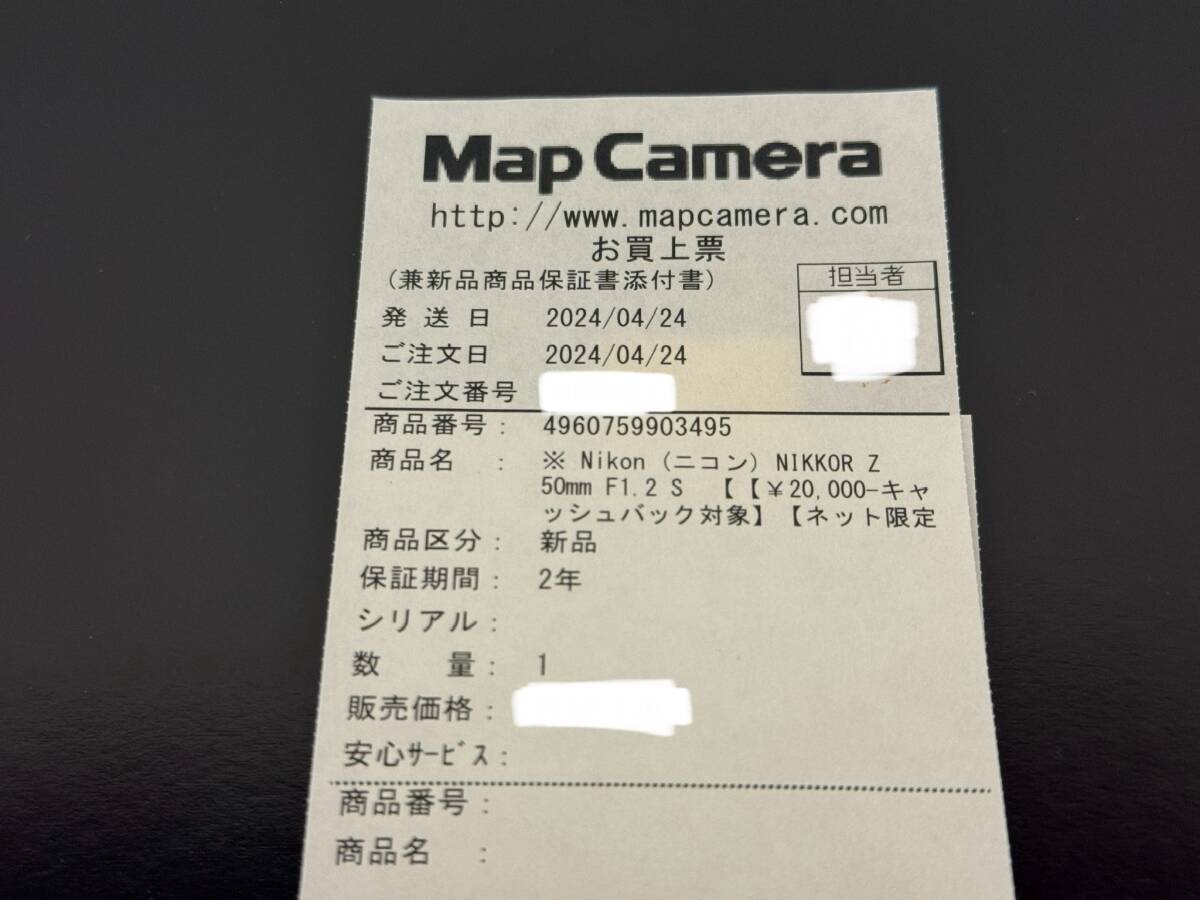 Map Camera
http://www.mapcamera.com
お買上票
(兼新品商品保証書添付書)
担当者
発送日 2024/04/24
ご注文日 2024/04/24
ご注文番号
商品番号: 4960759903495
商品名 : ※ Nikon (ニコン) NIKKOR Z
50mm F1.2 S 【【¥20,000-キャ
ッシュバック対象】【ネット限定
商品区分: 新品
保証期間: 2年
シリアル:
数 量: 1
販売価格:
安心ｻｰﾋﾞｽ:
商品番号:
商品名 :